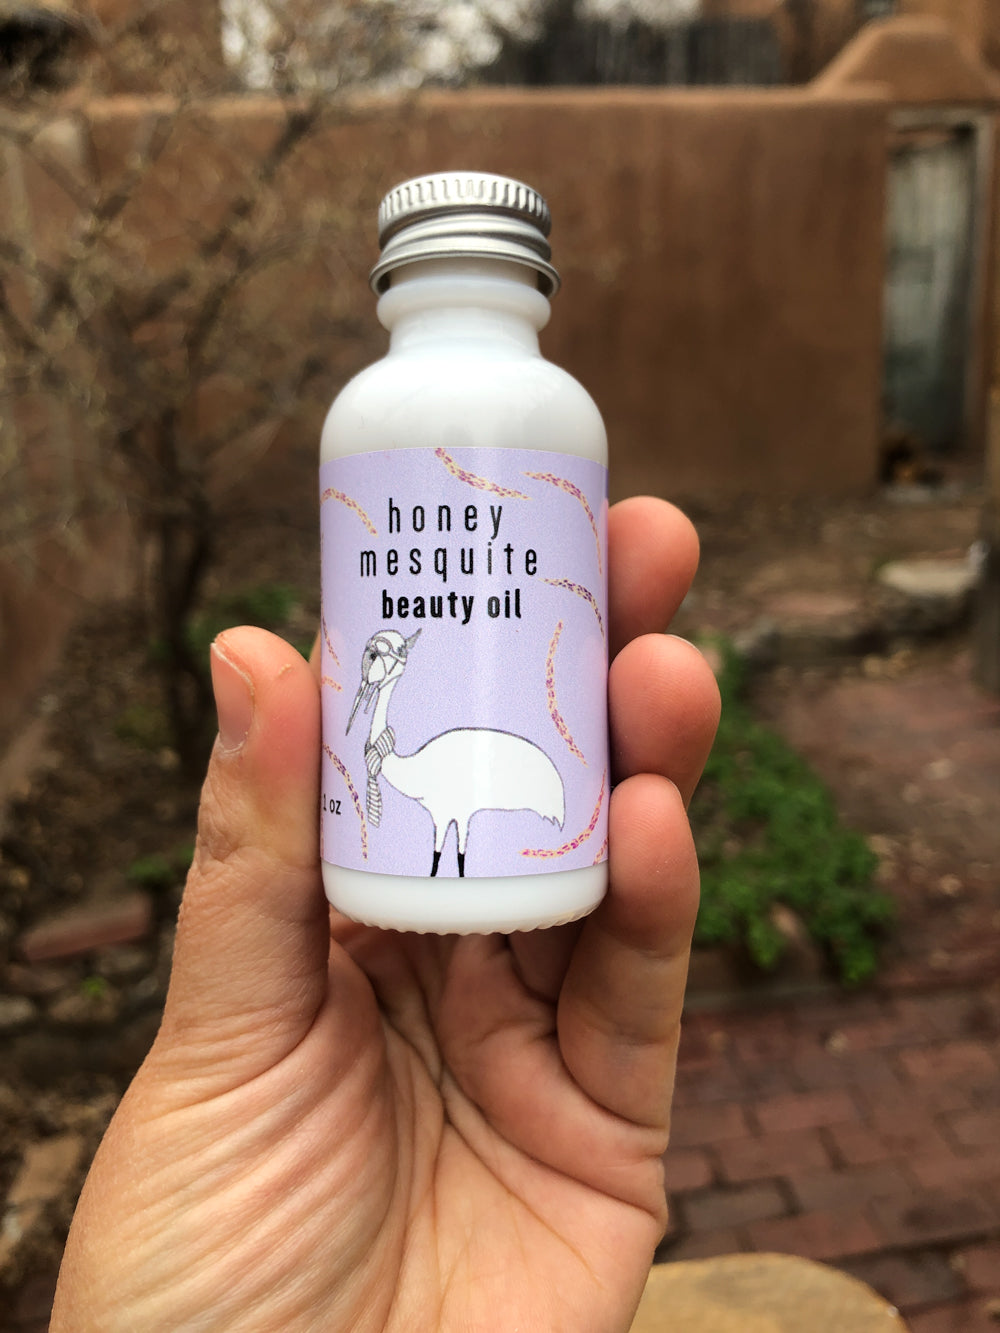 honey
mesquite
beauty oil
1 oz